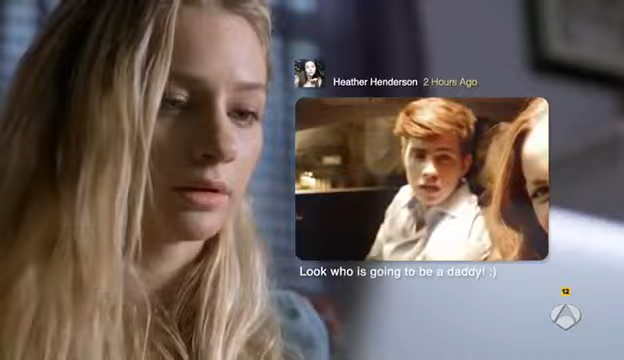 Heather Henderson 2 Hours Ago
Look who is going to be a daddy! :)
12